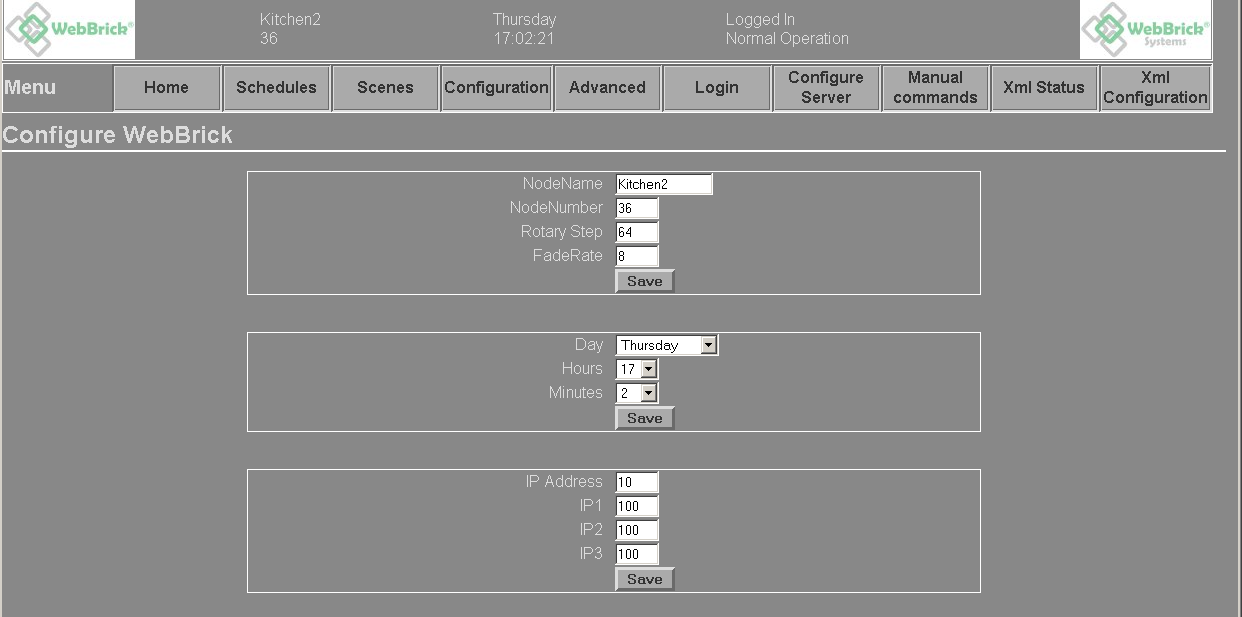 WebBrick®
Kitchen2
36
Thursday
17:02:21
Logged In
Normal Operation
WebBrick®
Systems
Menu
Home
Schedules
Scenes
Configuration
Advanced
Login
Configure
Server
Manual
commands
Xml Status
Xml
Configuration
Configure WebBrick
NodeName Kitchen2
NodeNumber 36
Rotary Step 64
FadeRate 8
Save
Day Thursday
Hours 17
Minutes 2
Save
IP Address 10
IP1 100
IP2 100
IP3 100
Save